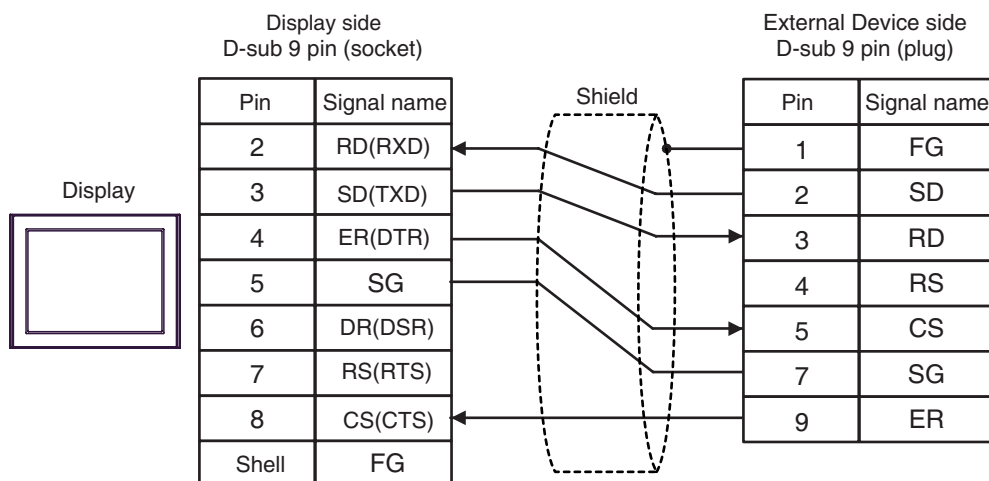 Display side
D-sub 9 pin (socket)
External Device side
D-sub 9 pin (plug)
Display
Shield
Pin Signal name
2 RD(RXD)
3 SD(TXD)
4 ER(DTR)
5 SG
6 DR(DSR)
7 RS(RTS)
8 CS(CTS)
Shell FG
Pin Signal name
1 FG
2 SD
3 RD
4 RS
5 CS
7 SG
9 ER